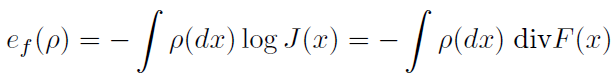 e_f(ρ) = − ∫ ρ(dx) log J(x) = − ∫ ρ(dx) divF(x)